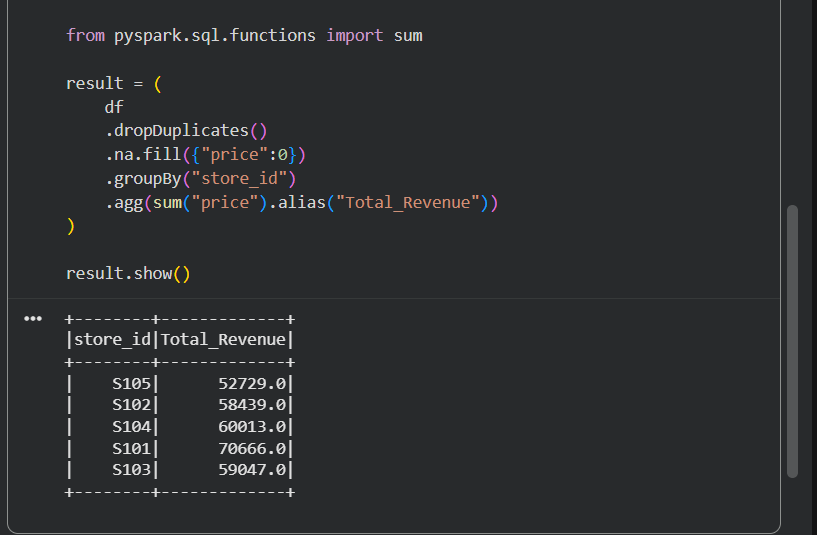 from pyspark.sql.functions import sum
result = (
    df
    .dropDuplicates()
    .na.fill({"price":0})
    .groupBy("store_id")
    .agg(sum("price").alias("Total_Revenue"))
)
result.show()
+--------+-------------+
|store_id|Total_Revenue|
+--------+-------------+
|    S105|      52729.0|
|    S102|      58439.0|
|    S104|      60013.0|
|    S101|      70666.0|
|    S103|      59047.0|
+--------+-------------+